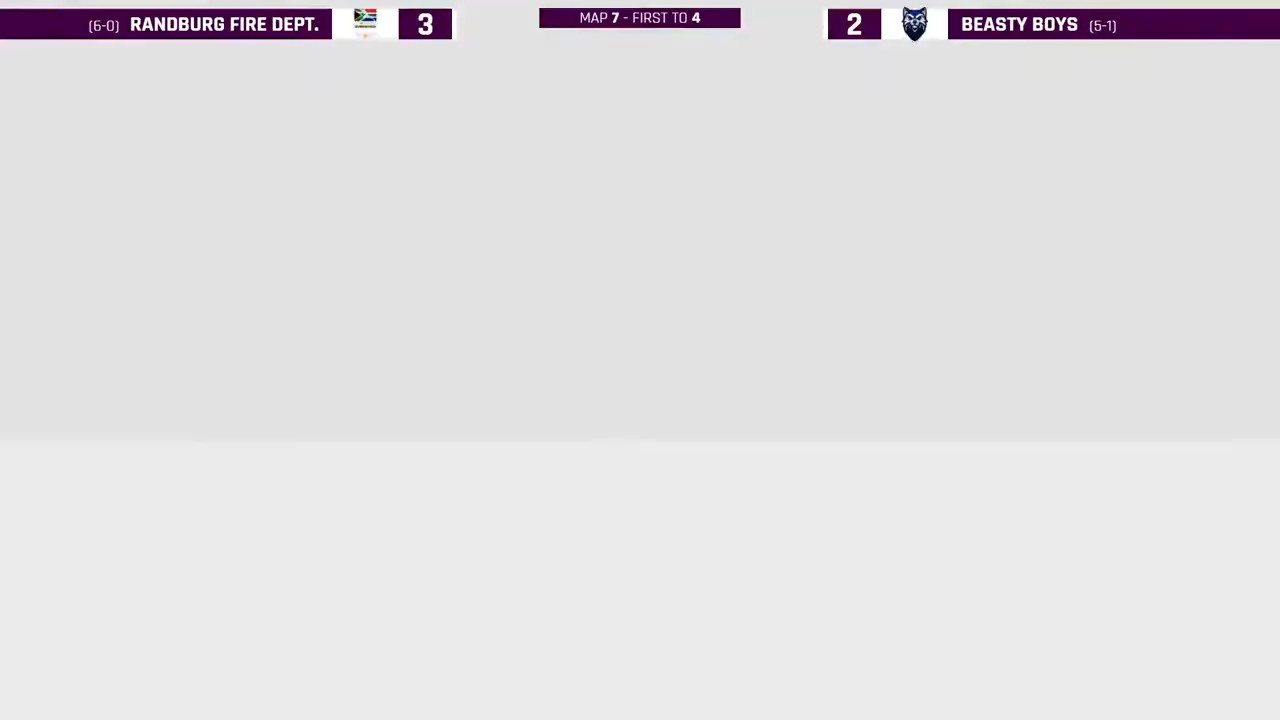 (6-0) RANDBURG FIRE DEPT. 3
MAP 7 - FIRST TO 4
2 BEASTY BOYS (5-1)